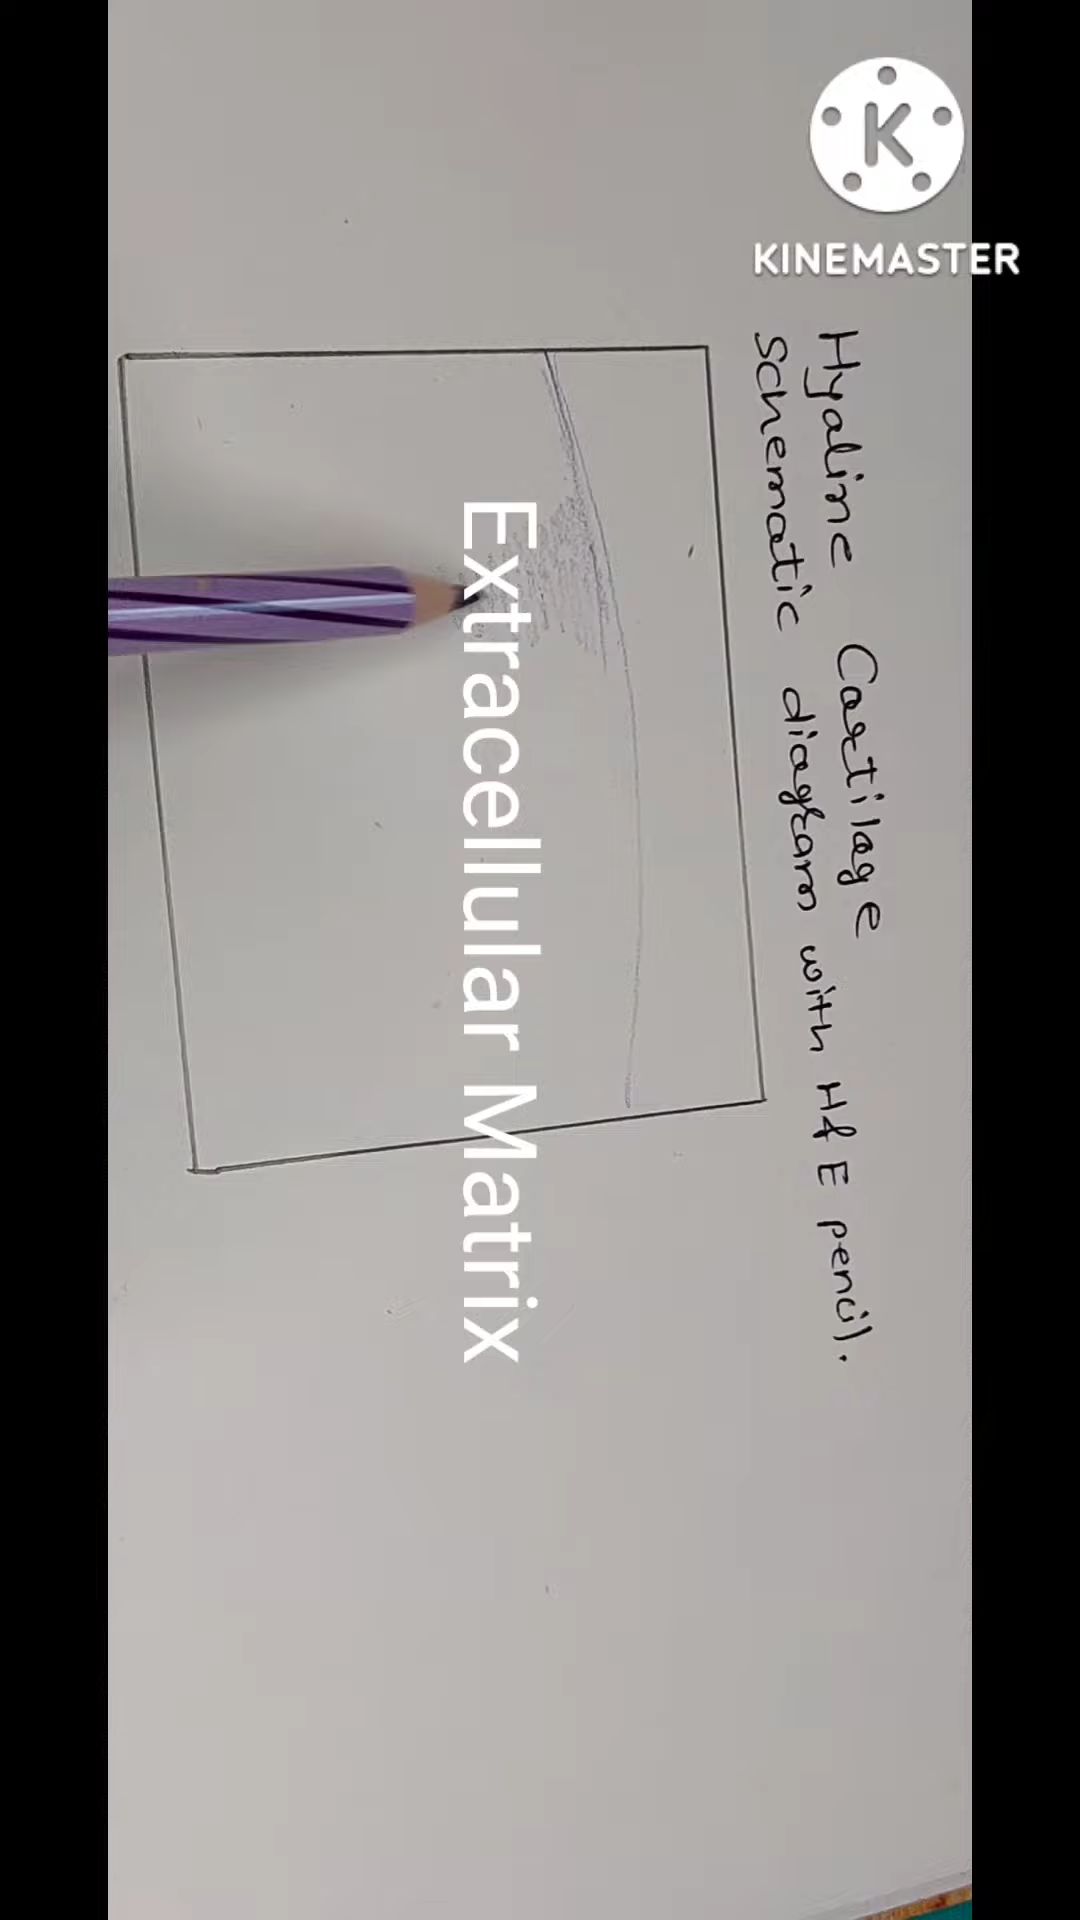 KINEMASTER
Hyaline Cartilage
Schematic diagram with H & E pencil.
Extracellular Matrix